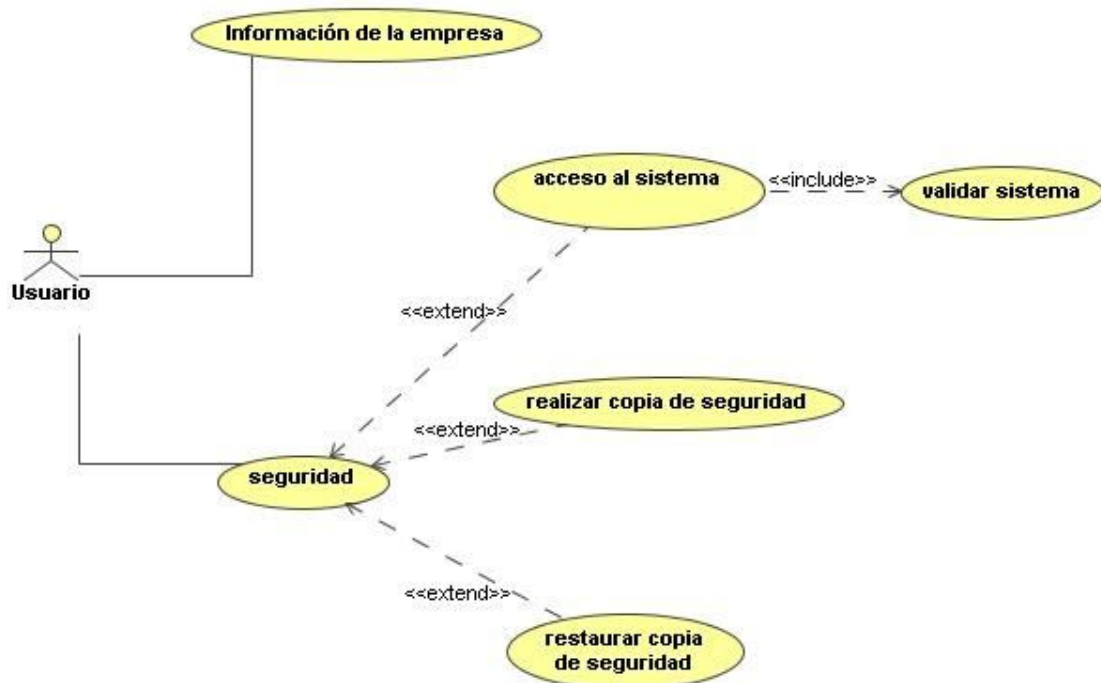 Información de la empresa
acceso al sistema
<<include>>
validar sistema
Usuario
<<extend>>
realizar copia de seguridad
<<extend>>
seguridad
<<extend>>
restaurar copia
de seguridad